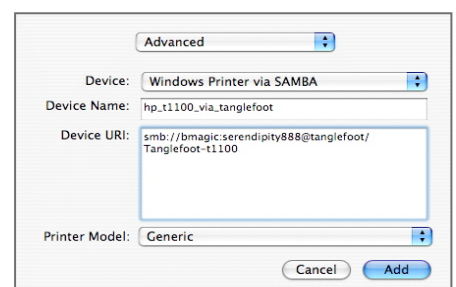 Advanced
Device: Windows Printer via SAMBA
Device Name: hp_t1100_via_tanglefoot
Device URI: smb://bmagic:serendipity888@tanglefoot/
Tanglefoot-t1100
Printer Model: Generic
Cancel Add